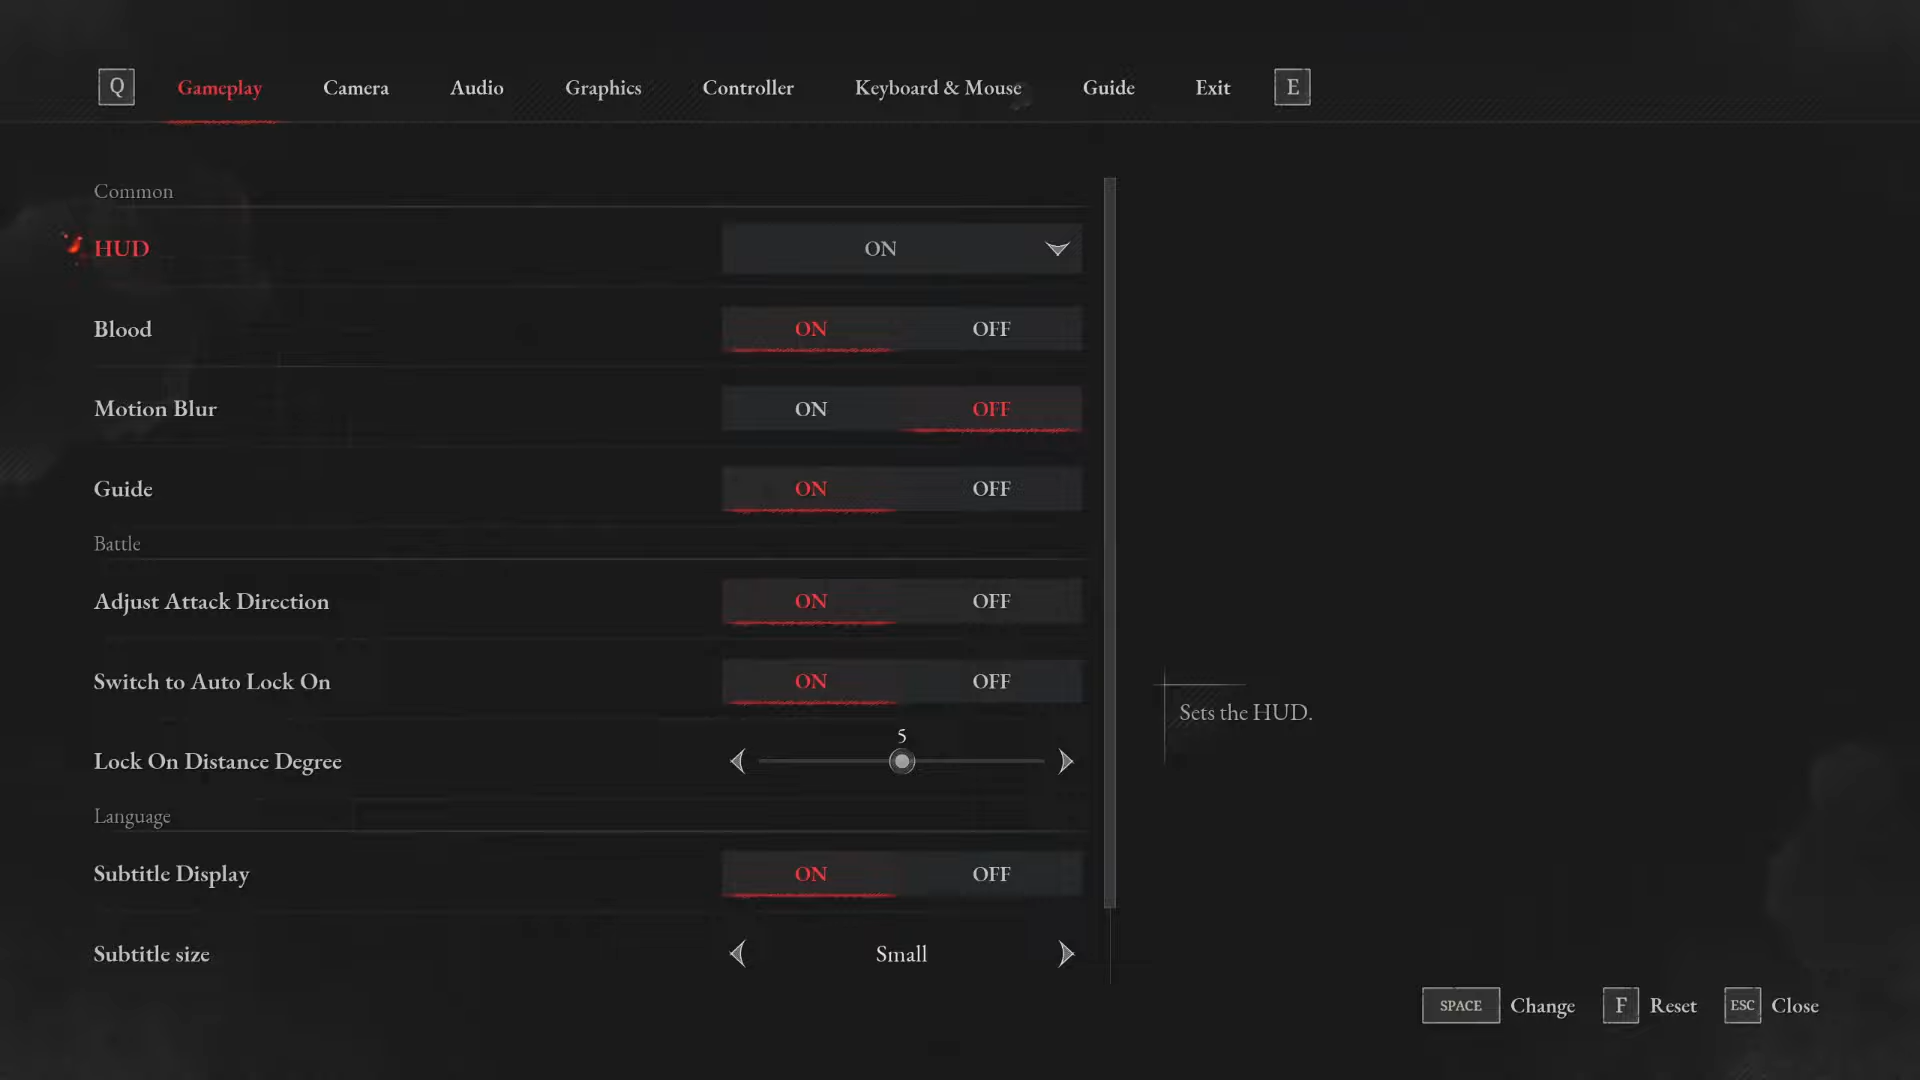 Q Gameplay Camera Audio Graphics Controller Keyboard & Mouse Guide Exit E
Common
HUD ON
Blood ON OFF
Motion Blur ON OFF
Guide ON OFF
Battle
Adjust Attack Direction ON OFF
Switch to Auto Lock On ON OFF
5
Lock On Distance Degree
Language
Subtitle Display ON OFF
Subtitle size Small
Sets the HUD.
SPACE Change F Reset ESC Close